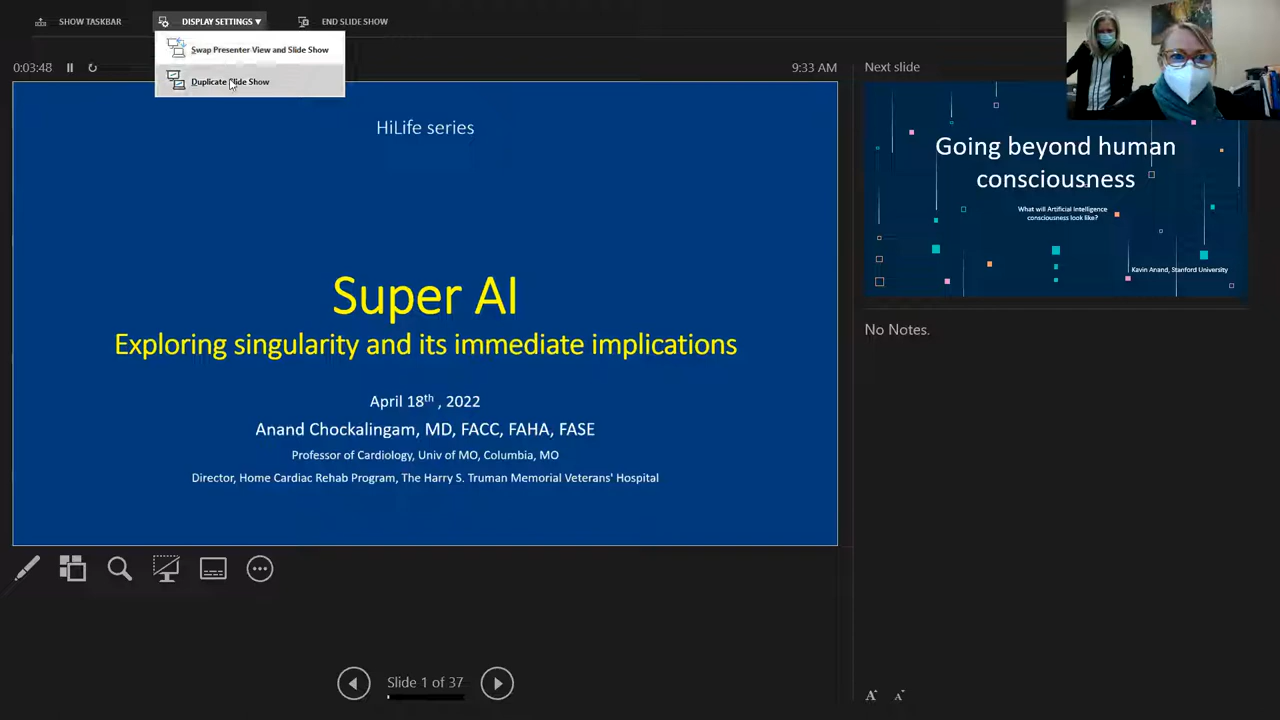 SHOW TASKBAR
DISPLAY SETTINGS ▼
END SLIDE SHOW
Swap Presenter View and Slide Show
Duplicate Slide Show
0:03:48
9:33 AM
HiLife series
Super AI
Exploring singularity and its immediate implications
April 18th , 2022
Anand Chockalingam, MD, FACC, FAHA, FASE
Professor of Cardiology, Univ of MO, Columbia, MO
Director, Home Cardiac Rehab Program, The Harry S. Truman Memorial Veterans' Hospital
Slide 1 of 37
Next slide
Going beyond human
consciousness
What will Artificial Intelligence
consciousness look like?
Kavin Anand, Stanford University
No Notes.
A A